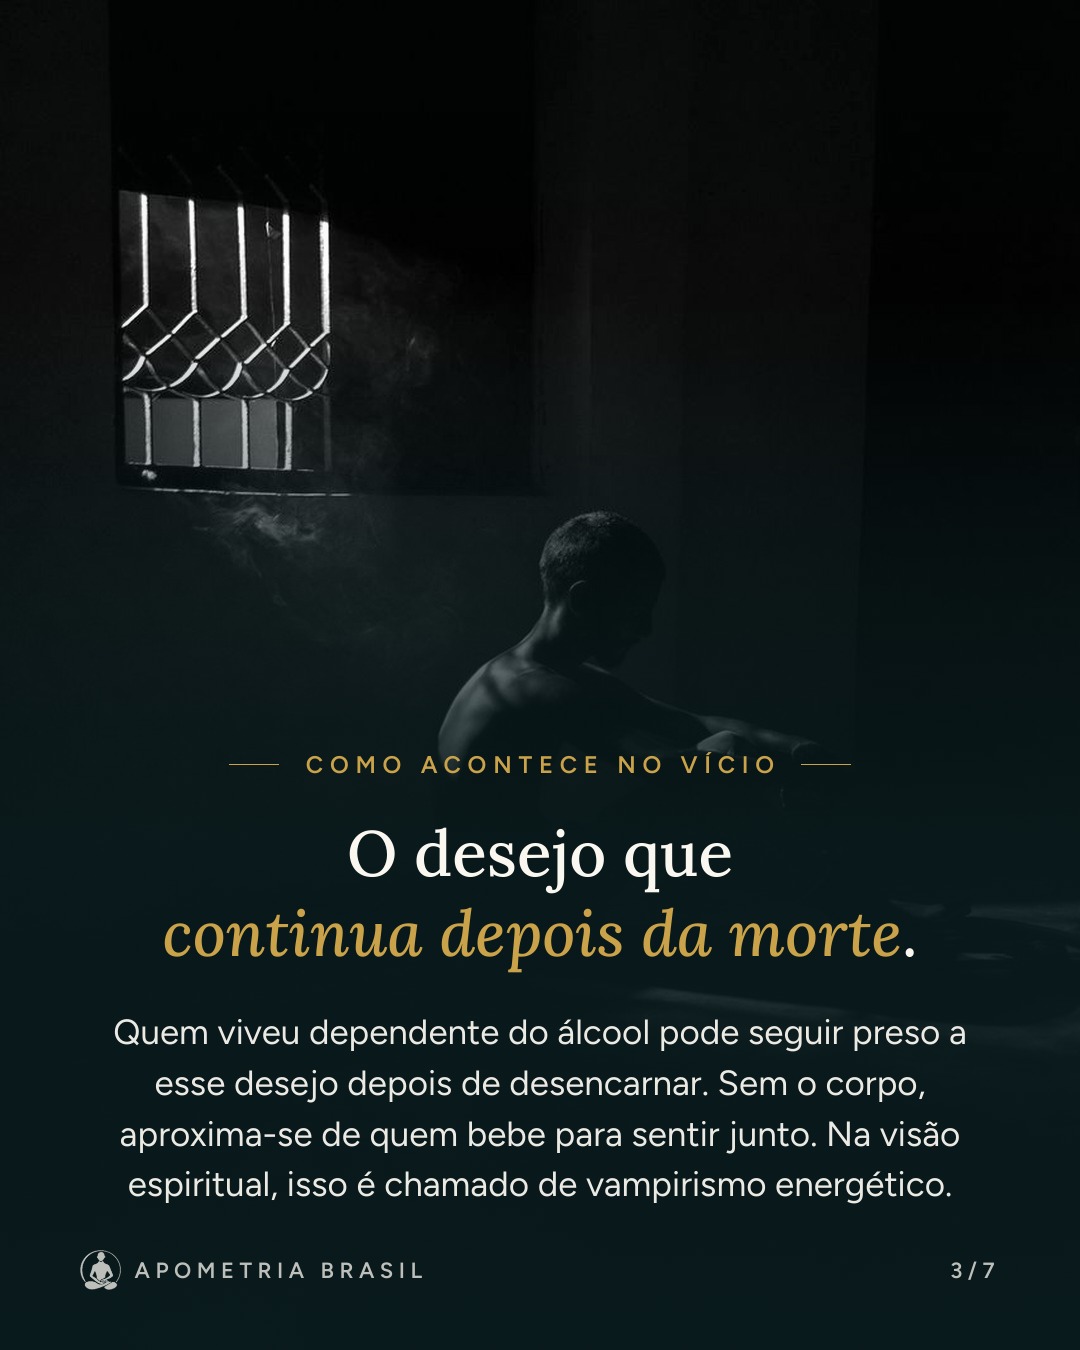 COMO ACONTECE NO VÍCIO
O desejo que
continua depois da morte.
Quem viveu dependente do álcool pode seguir preso a
esse desejo depois de desencarnar. Sem o corpo,
aproxima-se de quem bebe para sentir junto. Na visão
espiritual, isso é chamado de vampirismo energético.
APOMETRIA BRASIL
3/7